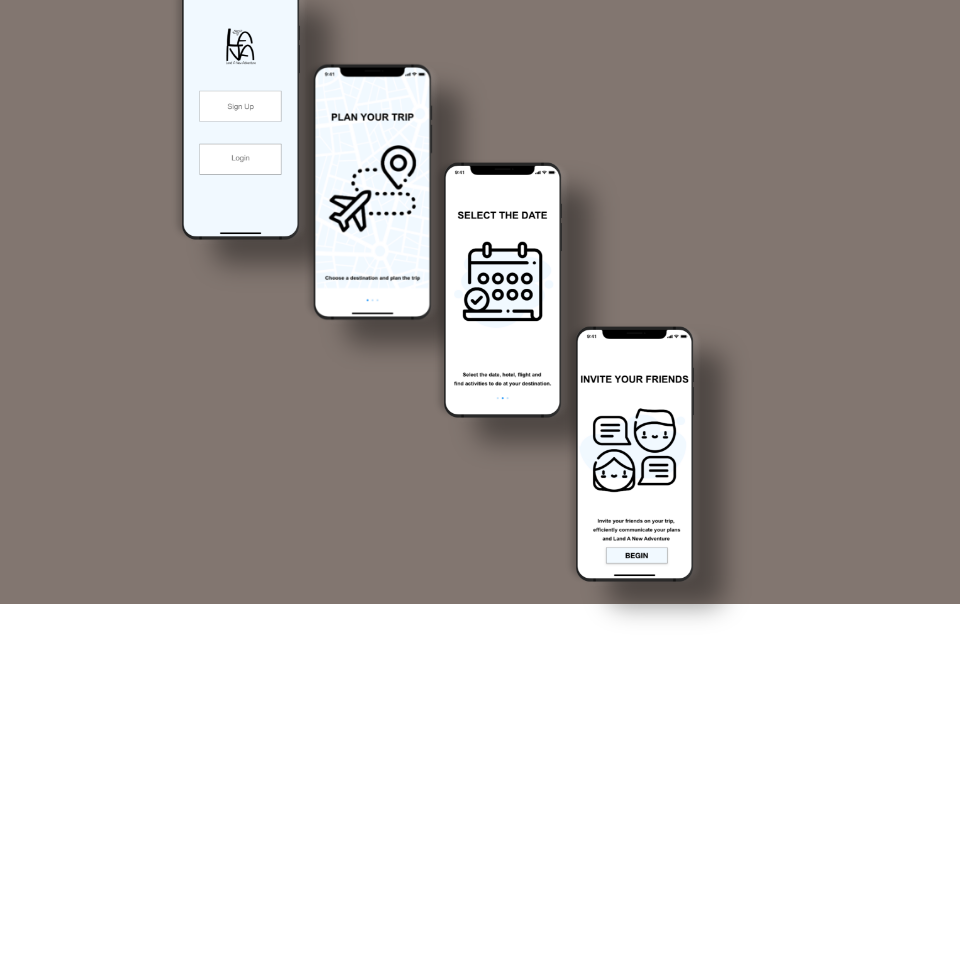 LANA
Land A New Adventure
Sign Up
Login
9:41
PLAN YOUR TRIP
Choose a destination and plan the trip
9:41
SELECT THE DATE
Select the date, hotel, flight and
find activities to do at your destination.
9:41
INVITE YOUR FRIENDS
Invite your friends on your trip,
efficiently communicate your plans
and Land A New Adventure
BEGIN